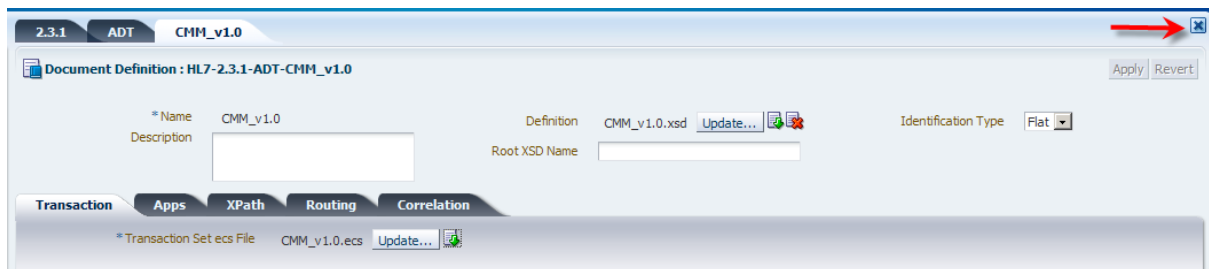 2.3.1 ADT CMM_v1.0
Document Definition : HL7-2.3.1-ADT-CMM_v1.0 Apply Revert
* Name CMM_v1.0 Definition CMM_v1.0.xsd Update... Identification Type Flat
Description Root XSD Name
Transaction Apps XPath Routing Correlation
* Transaction Set ecs File CMM_v1.0.ecs Update...